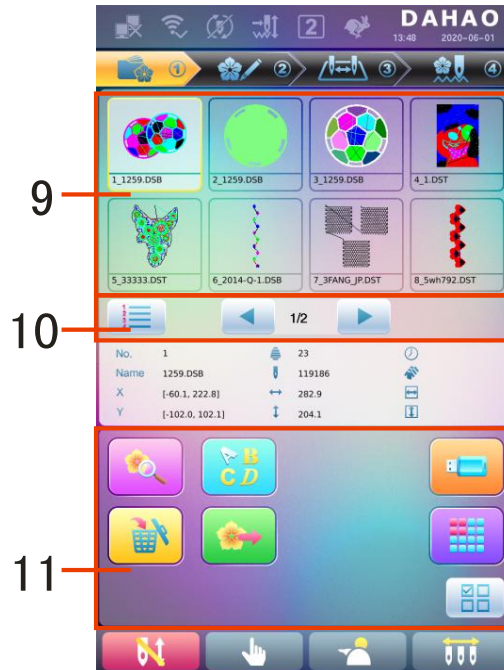 2
DAHAO
13:48 2020-06-01
① ② ③ ④
9
1_1259.DSB 2_1259.DSB 3_1259.DSB 4_1.DST
5_33333.DST 6_2014-Q-1.DSB 7_3FANG_JP.DST 8_5wh792.DST
10
1/2
No. 1 23
Name 1259.DSB 119186
X [-60.1, 222.8] 282.9
Y [-102.0, 102.1] 204.1
11
A B
C D